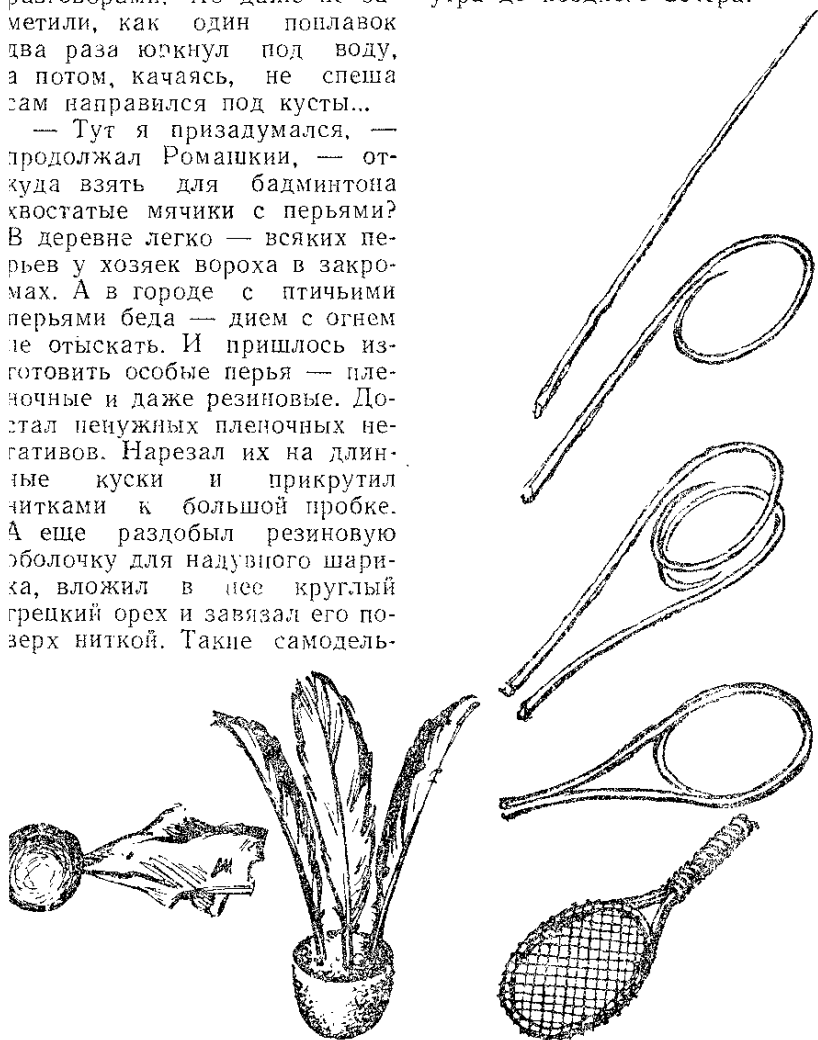 метили, как один поплавок
два раза юркнул под воду,
а потом, качаясь, не спеша
сам направился под кусты...
— Тут я призадумался, —
продолжал Ромашкин, — от-
куда взять для бадминтона
хвостатые мячики с перьями?
В деревне легко — всяких пе-
рьев у хозяек вороха в закро-
мах. А в городе с птичьими
перьями беда — днем с огнем
не отыскать. И пришлось из-
готовить особые перья — пле-
ночные и даже резиновые. До-
стал ненужных пленочных не-
гативов. Нарезал их на длин-
ные куски и прикрутил
нитками к большой пробке.
А еще раздобыл резиновую
оболочку для надувного шари-
ка, вложил в нее круглый
грецкий орех и завязал его по-
верх ниткой. Такие самодель-